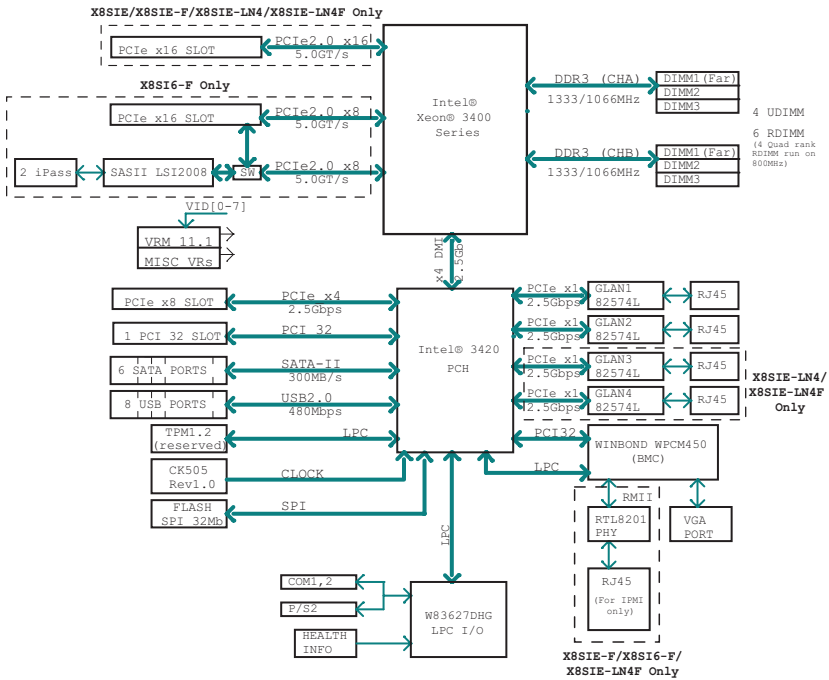 X8SIE/X8SIE-F/X8SIE-LN4/X8SIE-LN4F Only
PCIe x16 SLOT
PCIe2.0 x16
5.0GT/s
X8SI6-F Only
PCIe x16 SLOT
PCIe2.0 x8
5.0GT/s
2 iPass
SASII LSI2008
SW
PCIe2.0 x8
5.0GT/s
Intel®
Xeon® 3400
Series
DDR3 (CHA)
1333/1066MHz
DIMM1(Far)
DIMM2
DIMM3
DDR3 (CHB)
1333/1066MHz
DIMM1(Far)
DIMM2
DIMM3
4 UDIMM
6 RDIMM
(4 Quad rank
RDIMM run on
800MHz)
VID[0-7]
VRM 11.1
MISC VRs
x4 DMI
2.5Gb
PCIe x8 SLOT
PCIe x4
2.5Gbps
1 PCI 32 SLOT
PCI 32
6 SATA PORTS
SATA-II
300MB/s
8 USB PORTS
USB2.0
480Mbps
TPM1.2
(reserved)
LPC
CK505
Rev1.0
CLOCK
FLASH
SPI 32Mb
SPI
Intel® 3420
PCH
PCIe x1
2.5Gbps
GLAN1
82574L
RJ45
PCIe x1
2.5Gbps
GLAN2
82574L
RJ45
PCIe x1
2.5Gbps
GLAN3
82574L
RJ45
PCIe x1
2.5Gbps
GLAN4
82574L
RJ45
X8SIE-LN4/
X8SIE-LN4F
Only
PCI32
LPC
WINBOND WPCM450
(BMC)
RMII
RTL8201
PHY
VGA
PORT
RJ45
(For IPMI
only)
X8SIE-F/X8SI6-F/
X8SIE-LN4F Only
LPC
COM1,2
P/S2
HEALTH
INFO
W83627DHG
LPC I/O